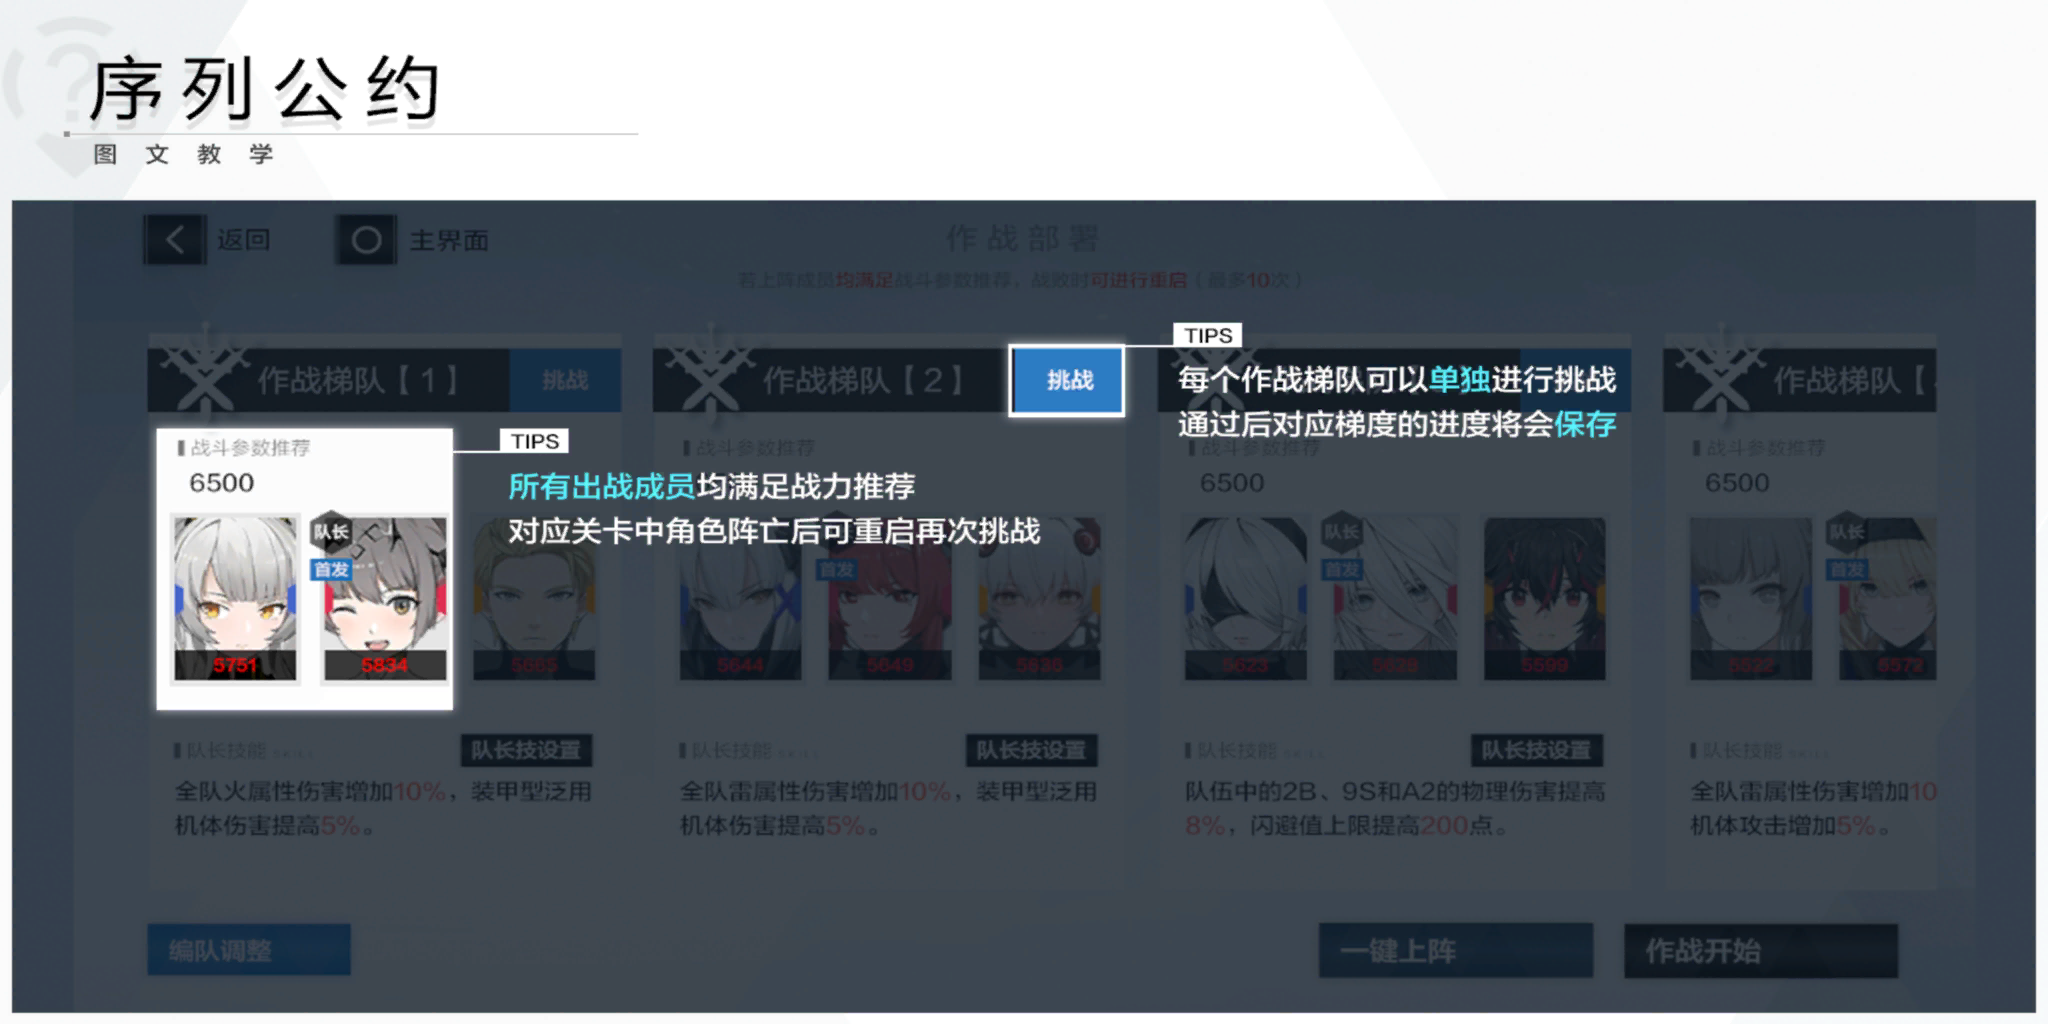 序列公约
图文教学
返回
主界面
作战部署
若上阵成员均满足战斗参数推荐，战败时可进行重启（最多10次）
作战梯队【1】
挑战
作战梯队【2】
挑战
TIPS
每个作战梯队可以单独进行挑战
通过后对应梯度的进度将会保存
作战梯队【
战斗参数推荐
6500
TIPS
所有出战成员均满足战力推荐
对应关卡中角色阵亡后可重启再次挑战
战斗参数推荐
战斗参数推荐
6500
战斗参数推荐
6500
队长
首发
5751
5834
5665
首发
5644
5649
5636
队长
首发
5623
5628
5599
队长
首发
5522
5572
队长技能 SKILL
队长技设置
全队火属性伤害增加10%，装甲型泛用
机体伤害提高5%。
队长技能 SKILL
队长技设置
全队雷属性伤害增加10%，装甲型泛用
机体伤害提高5%。
队长技能 SKILL
队长技设置
队伍中的2B、9S和A2的物理伤害提高
8%，闪避值上限提高200点。
队长技能 SKILL
全队雷属性伤害增加10
机体攻击增加5%。
编队调整
一键上阵
作战开始